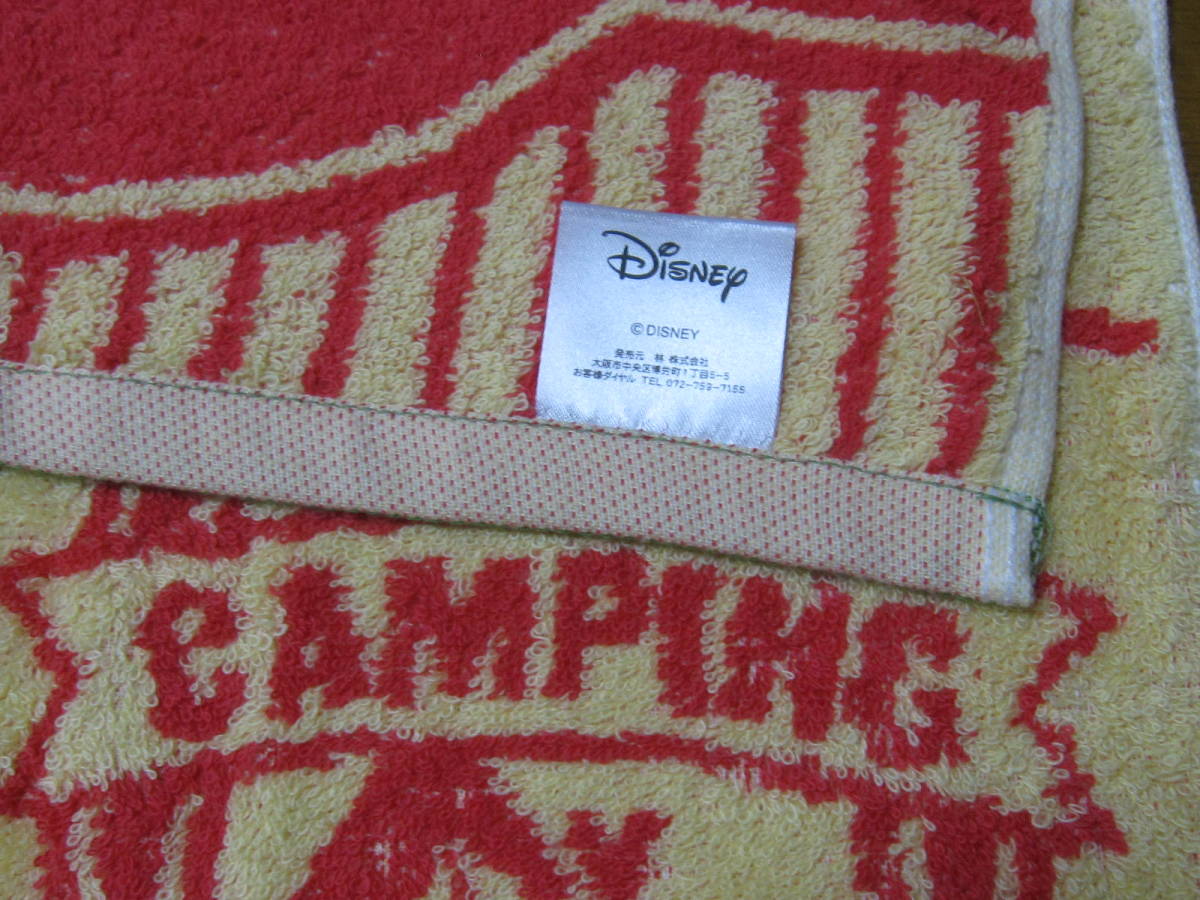 Disney
© DISNEY
発売元 林 株式会社
大阪市中央区博労町1丁目5-5
お客様ダイヤル TEL 072-759-7155
CAMPING